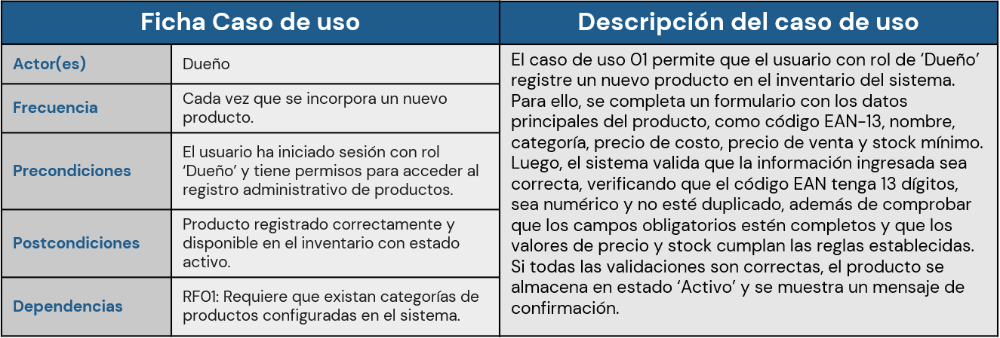 Ficha Caso de uso
Descripción del caso de uso
Actor(es)
Dueño
Frecuencia
Cada vez que se incorpora un nuevo
producto.
Precondiciones
El usuario ha iniciado sesión con rol
‘Dueño’ y tiene permisos para acceder al
registro administrativo de productos.
Postcondiciones
Producto registrado correctamente y
disponible en el inventario con estado
activo.
Dependencias
RF01: Requiere que existan categorías de
productos configuradas en el sistema.
El caso de uso 01 permite que el usuario con rol de ‘Dueño’
registre un nuevo producto en el inventario del sistema.
Para ello, se completa un formulario con los datos
principales del producto, como código EAN-13, nombre,
categoría, precio de costo, precio de venta y stock mínimo.
Luego, el sistema valida que la información ingresada sea
correcta, verificando que el código EAN tenga 13 dígitos,
sea numérico y no esté duplicado, además de comprobar
que los campos obligatorios estén completos y que los
valores de precio y stock cumplan las reglas establecidas.
Si todas las validaciones son correctas, el producto se
almacena en estado ‘Activo’ y se muestra un mensaje de
confirmación.